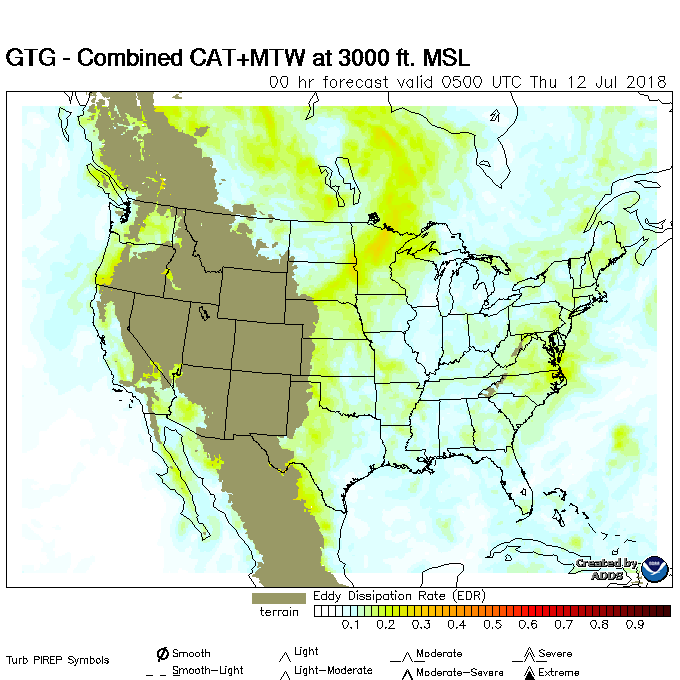 GTG - Combined CAT+MTW at 3000 ft. MSL
00 hr forecast valid 0500 UTC Thu 12 Jul 2018
Created by
ADDS
Eddy Dissipation Rate (EDR)
terrain
0.1 0.2 0.3 0.4 0.5 0.6 0.7 0.8 0.9
Turb PIREP Symbols
Smooth Light Moderate Severe
Smooth-Light Light-Moderate Moderate-Severe Extreme